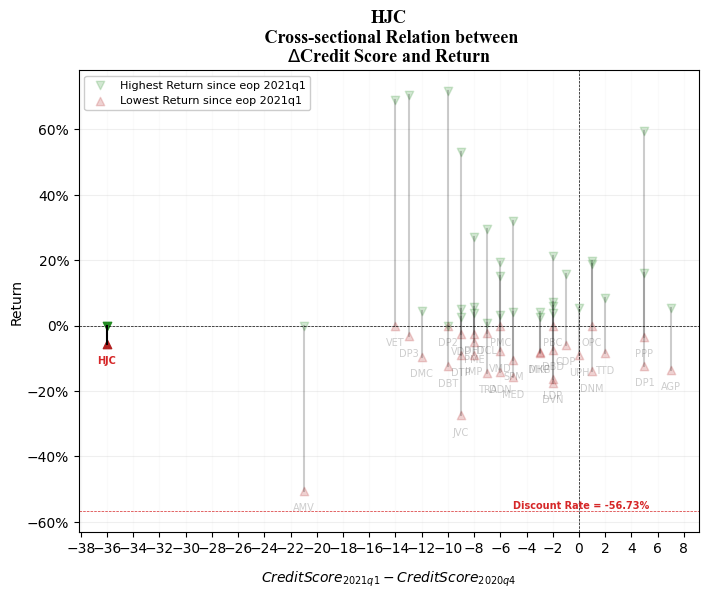 HJC
Cross-sectional Relation between
ΔCredit Score and Return
Highest Return since eop 2021q1
Lowest Return since eop 2021q1
60%
40%
20%
0%
−20%
−40%
−60%
Return
VET
DP3
DMC
DP2
DBT
JVC
PMC
TRA
MED
PBC
LDP
DVN
OPC
DNM
TTD
PPP
DP1
AGP
HJC
AMV
Discount Rate = -56.73%
−38 −36 −34 −32 −30 −28 −26 −24 −22 −20 −18 −16 −14 −12 −10 −8 −6 −4 −2 0 2 4 6 8
CreditScore2021q1 − CreditScore2020q4